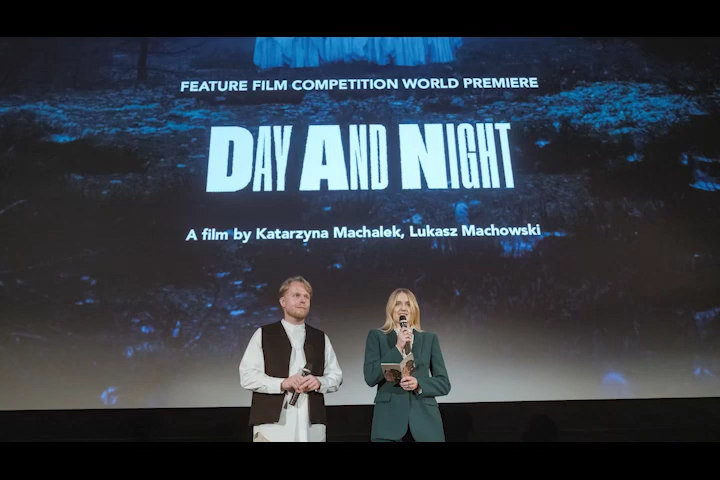 FEATURE FILM COMPETITION WORLD PREMIERE
DAY AND NIGHT
A film by Katarzyna Machalek, Lukasz Machowski